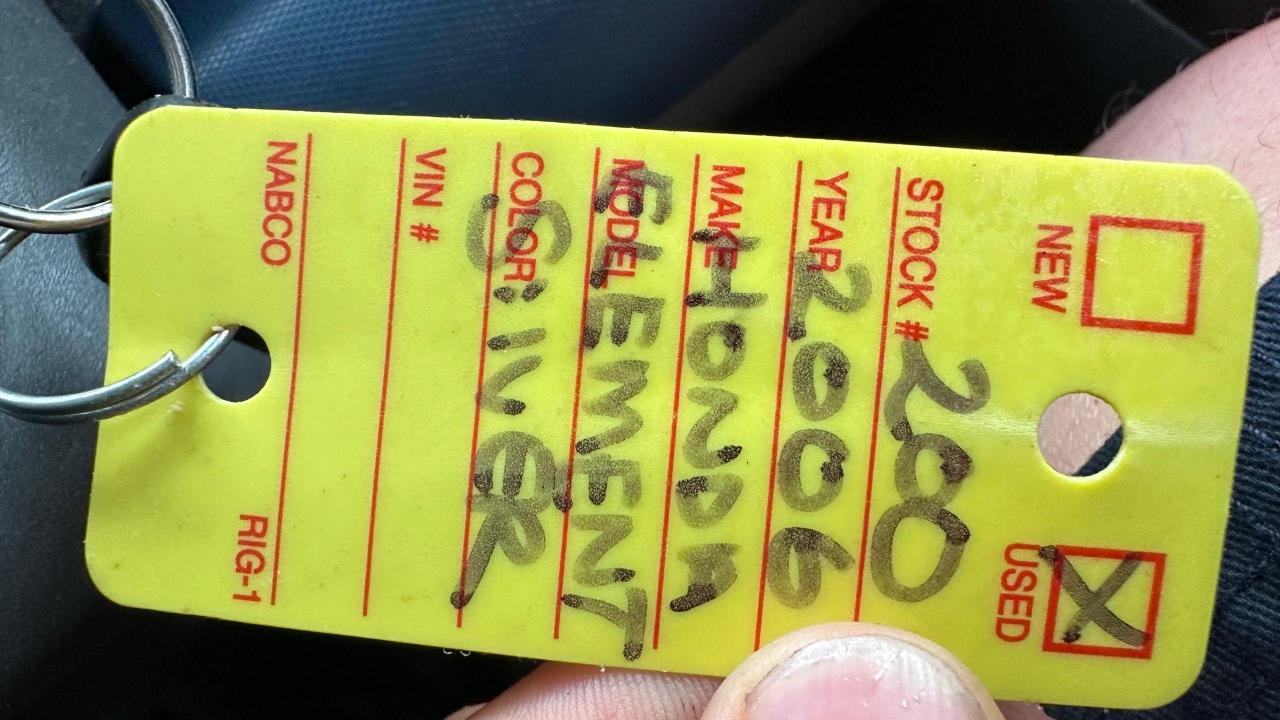 NEW USED X
STOCK # 200
YEAR 2006
MAKE HONDA
MODEL ELEMENT
COLOR SILVER
VIN #
NABCO RIG-1